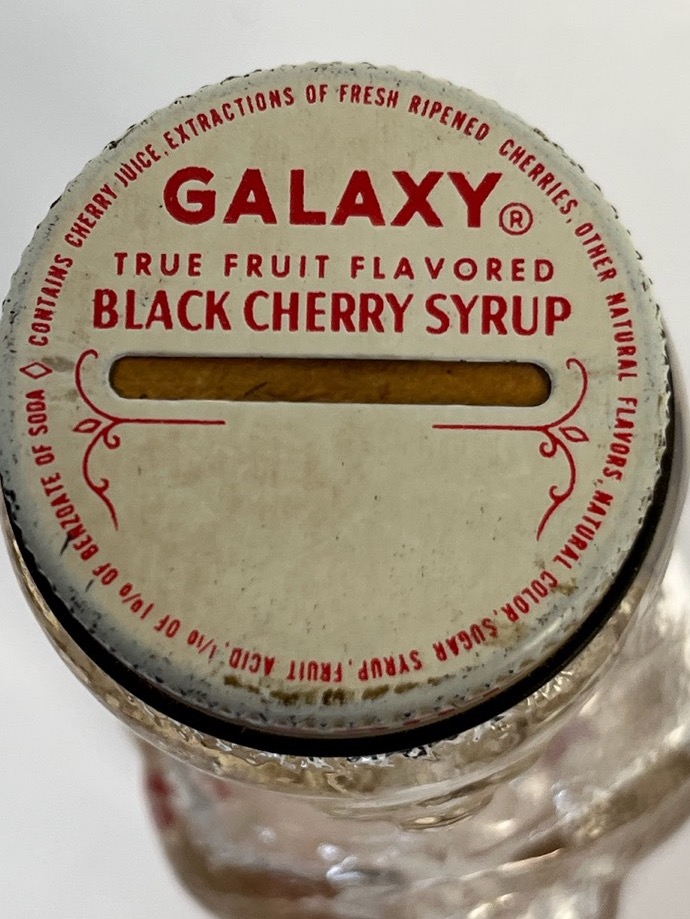 GALAXY®
TRUE FRUIT FLAVORED
BLACK CHERRY SYRUP
◇ CONTAINS CHERRY JUICE, EXTRACTIONS OF FRESH RIPENED CHERRIES, OTHER NATURAL FLAVORS, NATURAL COLOR, SUGAR SYRUP, FRUIT ACID, 1/10 OF 1% OF BENZOATE OF SODA